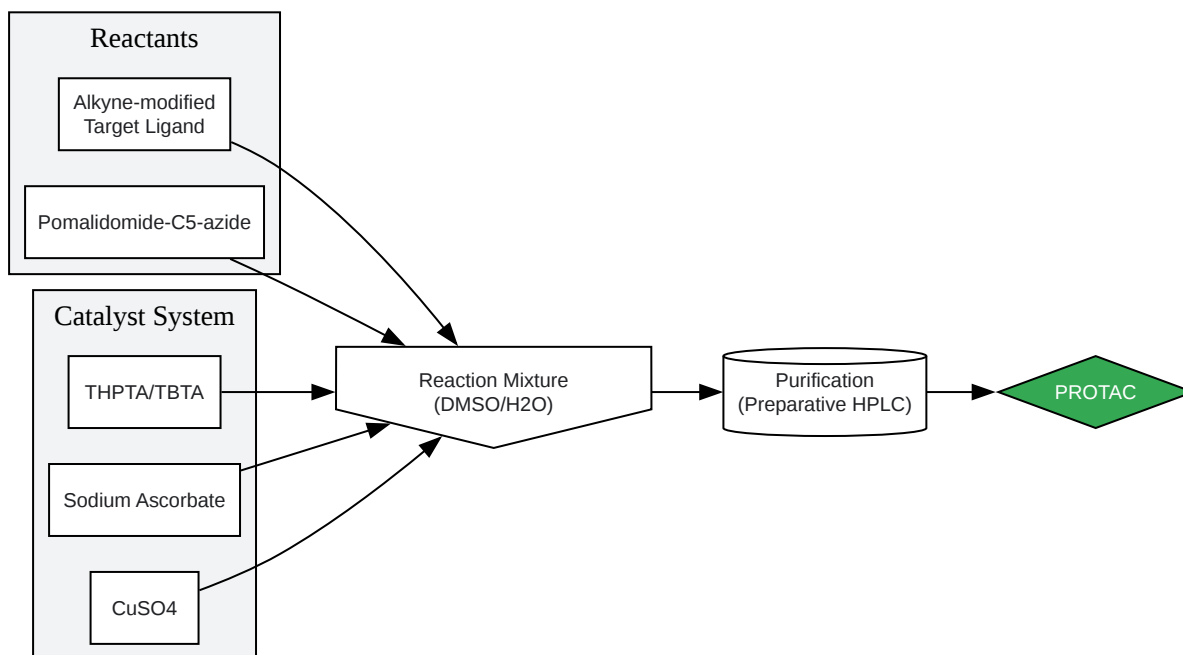 Reactants
Alkyne-modified
Target Ligand
Pomalidomide-C5-azide
Catalyst System
THPTA/TBTA
Sodium Ascorbate
CuSO4
Reaction Mixture
(DMSO/H2O)
Purification
(Preparative HPLC)
PROTAC